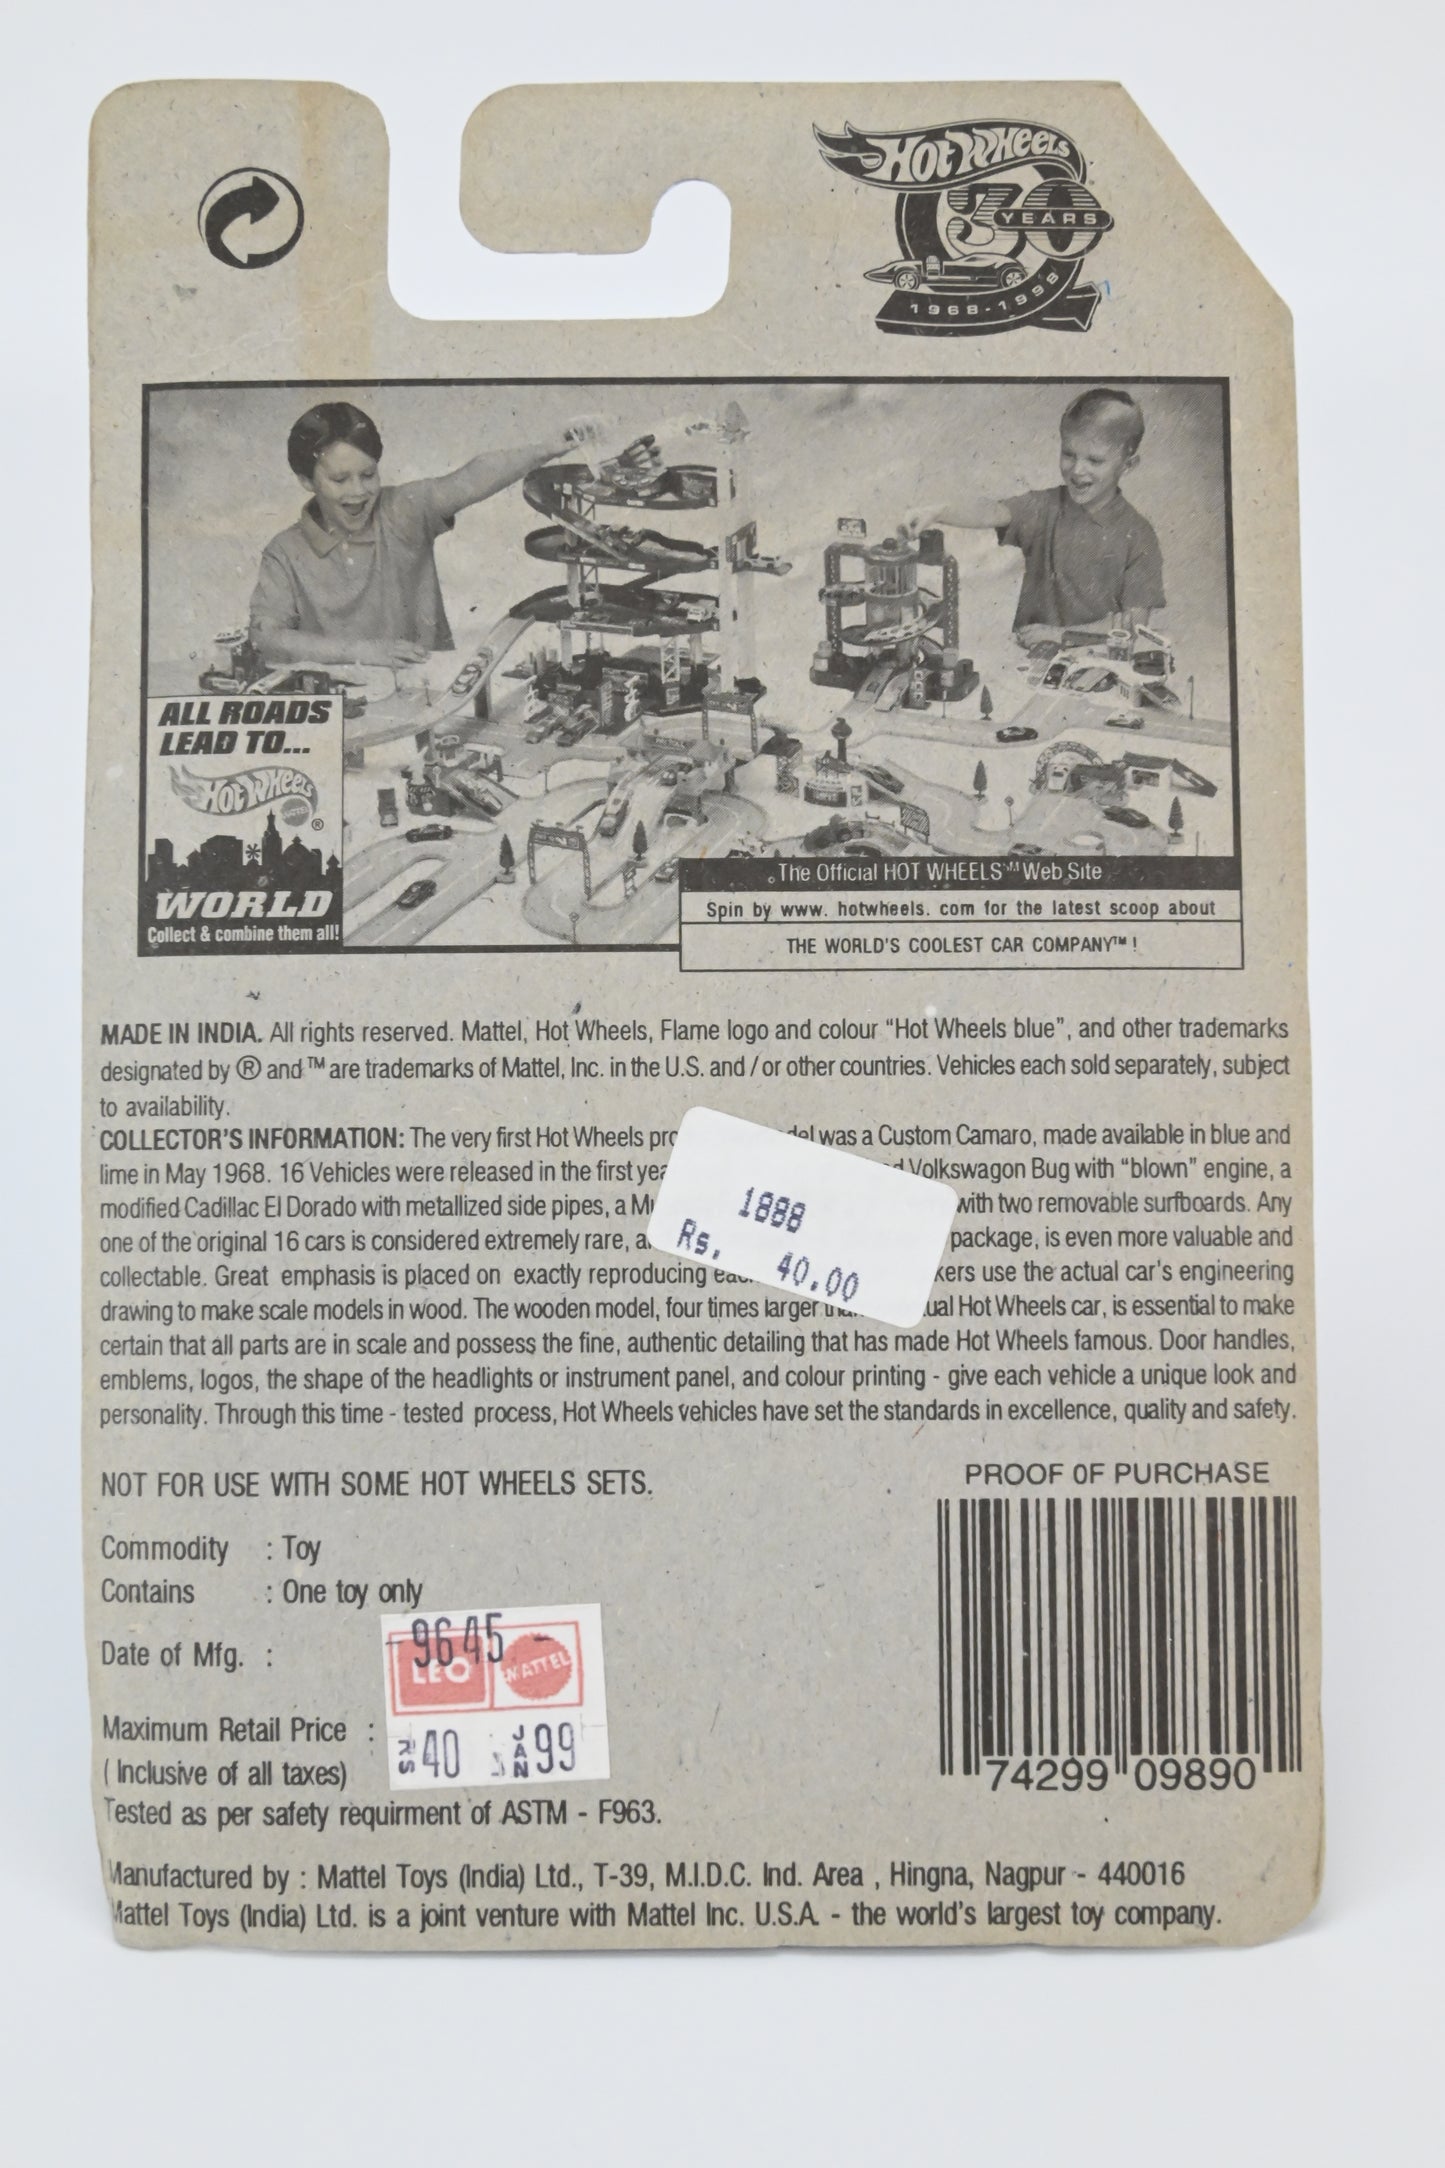 Hot Wheels
30
YEARS
1968-1998
ALL ROADS
LEAD TO...
Hot Wheels
MATTEL
®
WORLD
Collect & combine them all!
The Official HOT WHEELS™ Web Site
Spin by www. hotwheels. com for the latest scoop about
THE WORLD'S COOLEST CAR COMPANY™ !
MADE IN INDIA. All rights reserved. Mattel, Hot Wheels, Flame logo and colour “Hot Wheels blue”, and other trademarks
designated by ® and ™ are trademarks of Mattel, Inc. in the U.S. and / or other countries. Vehicles each sold separately, subject
to availability.
COLLECTOR'S INFORMATION: The very first Hot Wheels was a Custom Camaro, made available in blue and
lime in May 1968. 16 Vehicles were released in the first Volkswagon Bug with “blown” engine, a
modified Cadillac El Dorado with metallized side pipes, a with two removable surfboards. Any
one of the original 16 cars is considered extremely rare, package, is even more valuable and
collectable. Great emphasis is placed on exactly reproducing use the actual car's engineering
drawing to make scale models in wood. The wooden model, four times larger Hot Wheels car, is essential to make
certain that all parts are in scale and possess the fine, authentic detailing that has made Hot Wheels famous. Door handles,
emblems, logos, the shape of the headlights or instrument panel, and colour printing - give each vehicle a unique look and
personality. Through this time - tested process, Hot Wheels vehicles have set the standards in excellence, quality and safety.
1888
Rs. 40.00
NOT FOR USE WITH SOME HOT WHEELS SETS.
PROOF OF PURCHASE
74299 09890
Commodity : Toy
Contains : One toy only
Date of Mfg. :
9645 -
LEO MATTEL
RS 40 JAN 99
Maximum Retail Price :
( Inclusive of all taxes)
Tested as per safety requirment of ASTM - F963.
Manufactured by : Mattel Toys (India) Ltd., T-39, M.I.D.C. Ind. Area , Hingna, Nagpur - 440016
Mattel Toys (India) Ltd. is a joint venture with Mattel Inc. U.S.A. - the world's largest toy company.